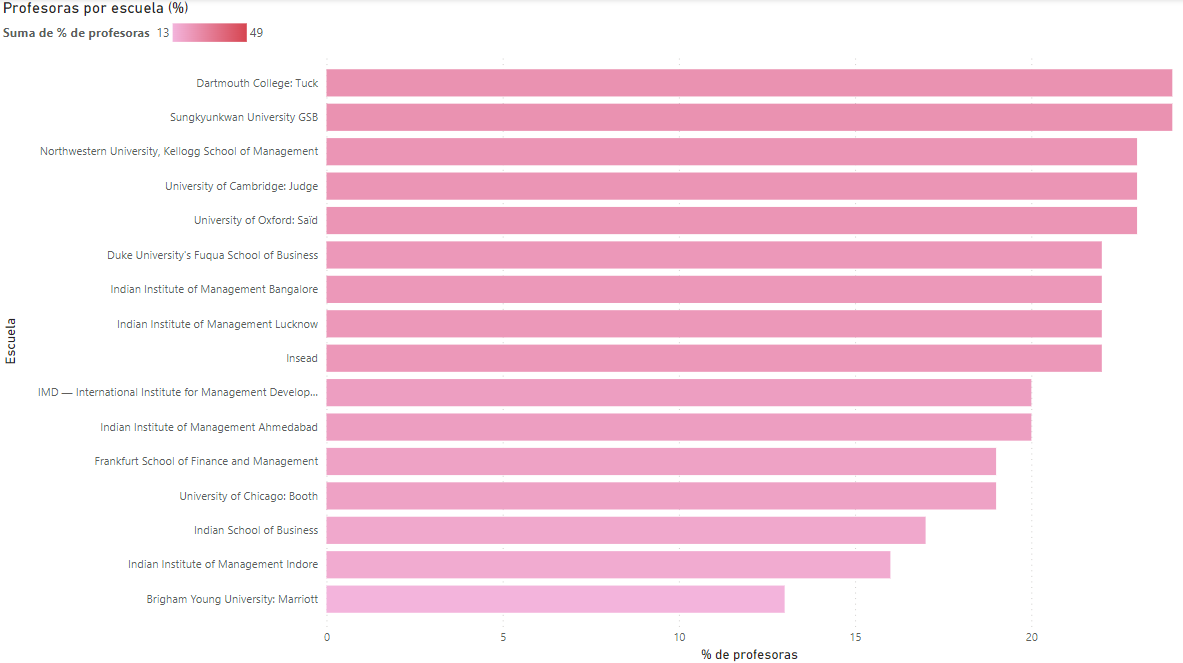 Profesoras por escuela (%)
Suma de % de profesoras 13 49
Dartmouth College: Tuck
Sungkyunkwan University GSB
Northwestern University, Kellogg School of Management
University of Cambridge: Judge
University of Oxford: Saïd
Duke University's Fuqua School of Business
Indian Institute of Management Bangalore
Indian Institute of Management Lucknow
Insead
IMD — International Institute for Management Develop...
Indian Institute of Management Ahmedabad
Frankfurt School of Finance and Management
University of Chicago: Booth
Indian School of Business
Indian Institute of Management Indore
Brigham Young University: Marriott
Escuela
0 5 10 15 20
% de profesoras